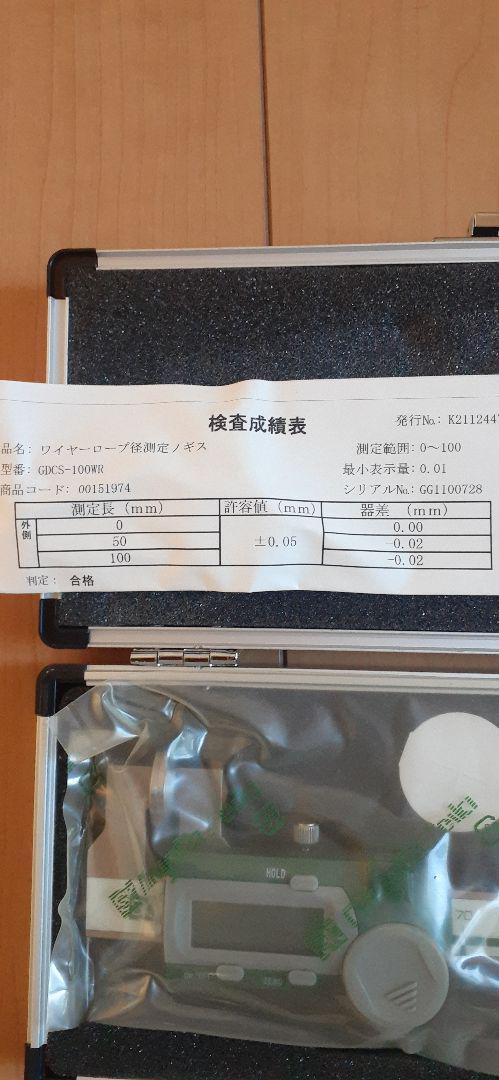 検査成績表
発行No.: K2112447
品名: ワイヤーロープ径測定ノギス
測定範囲:0~100
型番: GDCS-100WR
最小表示量:0.01
商品コード: 00151974
シリアルNo.:GG1100728
測定長(mm) 許容値(mm) 器差 (mm)
外側 0 ±0.05 0.00
50 -0.02
100 -0.02
判定: 合格
HOLD
70